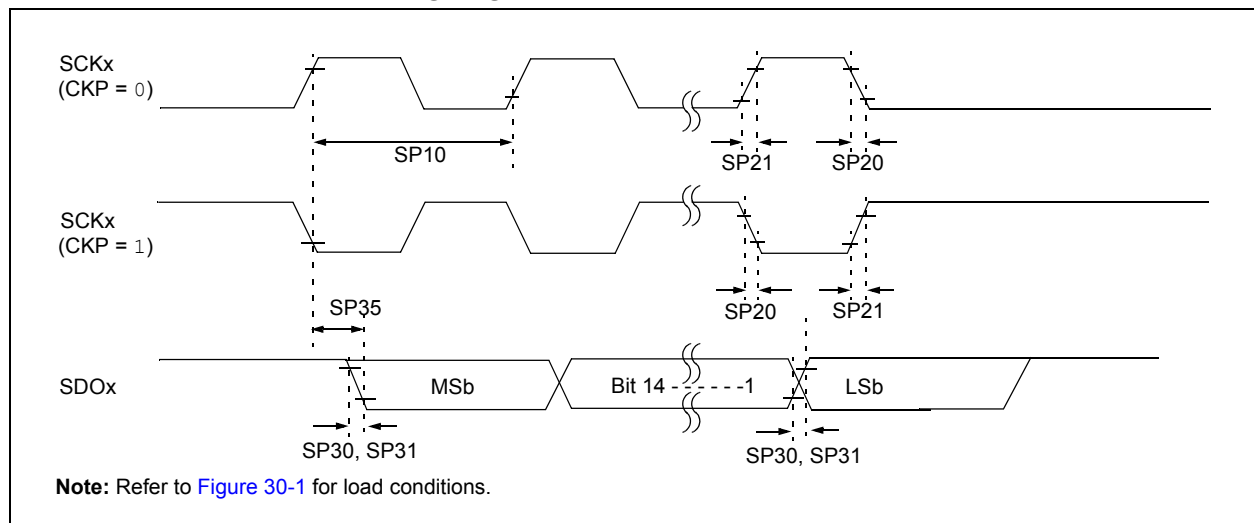 SCKx
(CKP = 0)
SP10
SP21
SP20
SCKx
(CKP = 1)
SP35
SP20
SP21
SDOx
MSb
Bit 14 - - - - - -1
LSb
SP30, SP31
SP30, SP31
Note: Refer to Figure 30-1 for load conditions.